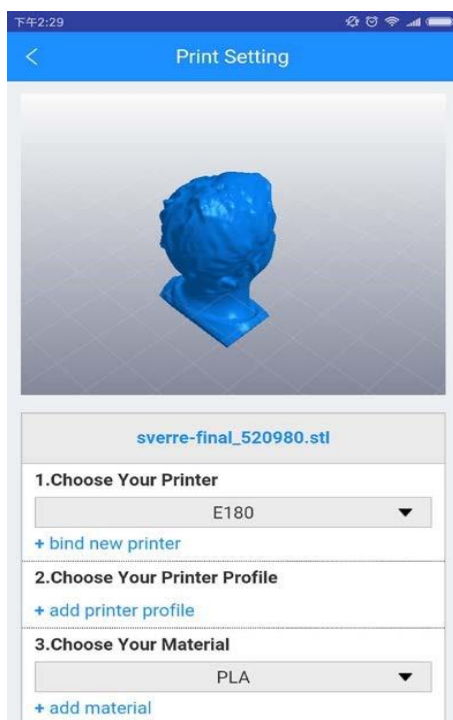 下午2:29
Print Setting
sverre-final_520980.stl
1.Choose Your Printer
E180
+ bind new printer
2.Choose Your Printer Profile
+ add printer profile
3.Choose Your Material
PLA
+ add material